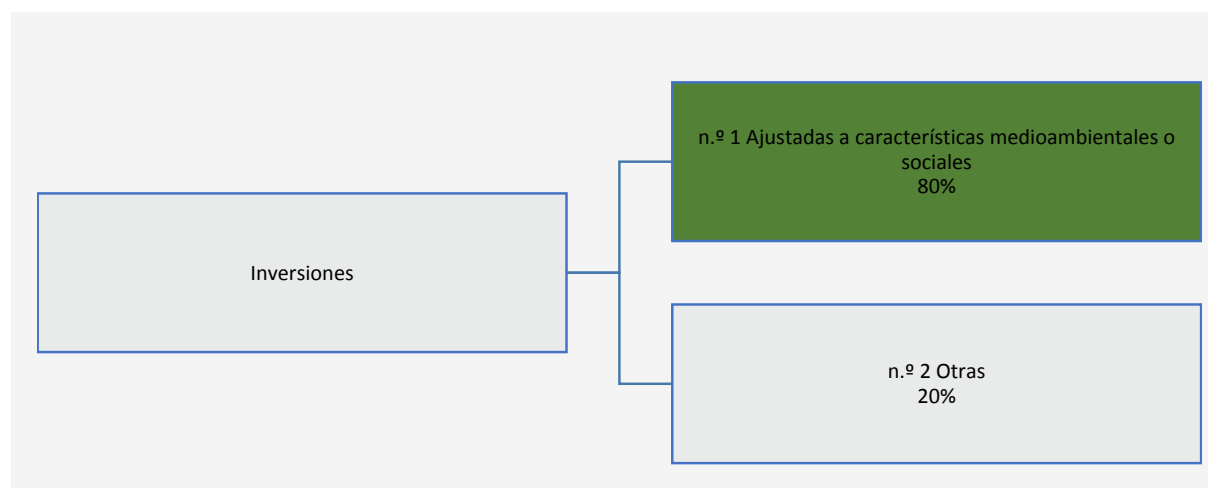 n.º 1 Ajustadas a características medioambientales o
sociales
80%
Inversiones
n.º 2 Otras
20%